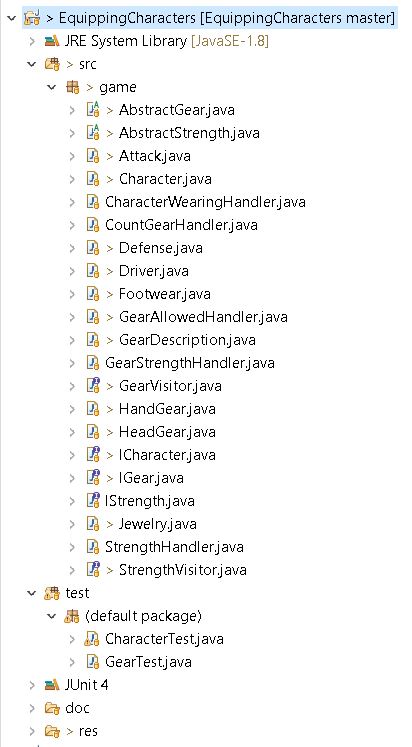 > EquippingCharacters [EquippingCharacters master]
JRE System Library [JavaSE-1.8]
> src
> game
> AbstractGear.java
> AbstractStrength.java
> Attack.java
> Character.java
CharacterWearingHandler.java
CountGearHandler.java
> Defense.java
> Driver.java
> Footwear.java
> GearAllowedHandler.java
> GearDescription.java
GearStrengthHandler.java
> GearVisitor.java
> HandGear.java
> HeadGear.java
> ICharacter.java
> IGear.java
IStrength.java
> Jewelry.java
StrengthHandler.java
> StrengthVisitor.java
test
(default package)
CharacterTest.java
GearTest.java
JUnit 4
doc
> res